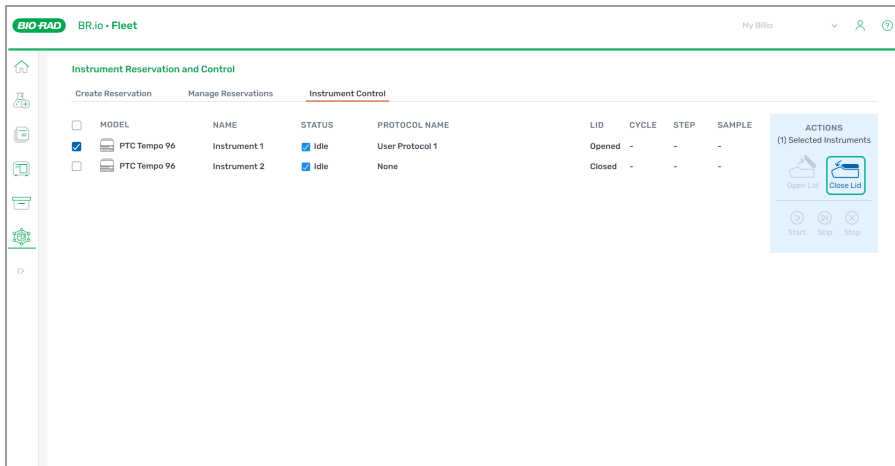 BIO-RAD BR.io • Fleet My BRio
Instrument Reservation and Control
Create Reservation Manage Reservations Instrument Control
MODEL NAME STATUS PROTOCOL NAME LID CYCLE STEP SAMPLE
PTC Tempo 96 Instrument 1 Idle User Protocol 1 Opened - - -
PTC Tempo 96 Instrument 2 Idle None Closed - - -
ACTIONS
(1) Selected Instruments
Open Lid Close Lid
Start Skip Stop